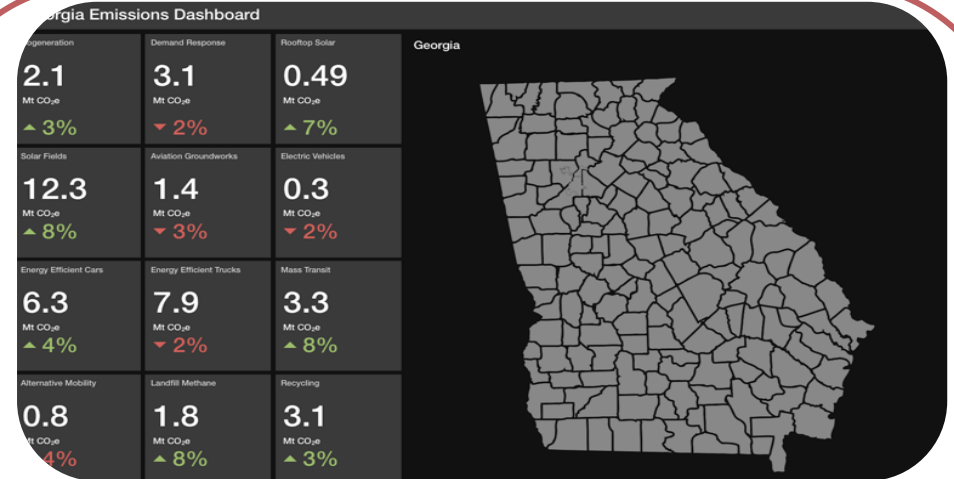 rgia Emissions Dashboard
ogeneration
2.1
Mt CO₂e
▲ 3%
Demand Response
3.1
Mt CO₂e
▼ 2%
Rooftop Solar
0.49
Mt CO₂e
▲ 7%
Georgia
Solar Fields
12.3
Mt CO₂e
▲ 8%
Aviation Groundworks
1.4
Mt CO₂e
▼ 3%
Electric Vehicles
0.3
Mt CO₂e
▼ 2%
Energy Efficient Cars
6.3
Mt CO₂e
▲ 4%
Energy Efficient Trucks
7.9
Mt CO₂e
▼ 2%
Mass Transit
3.3
Mt CO₂e
▲ 8%
Alternative Mobility
0.8
Mt CO₂e
4%
Landfill Methane
1.8
Mt CO₂e
▲ 8%
Recycling
3.1
Mt CO₂e
▲ 3%